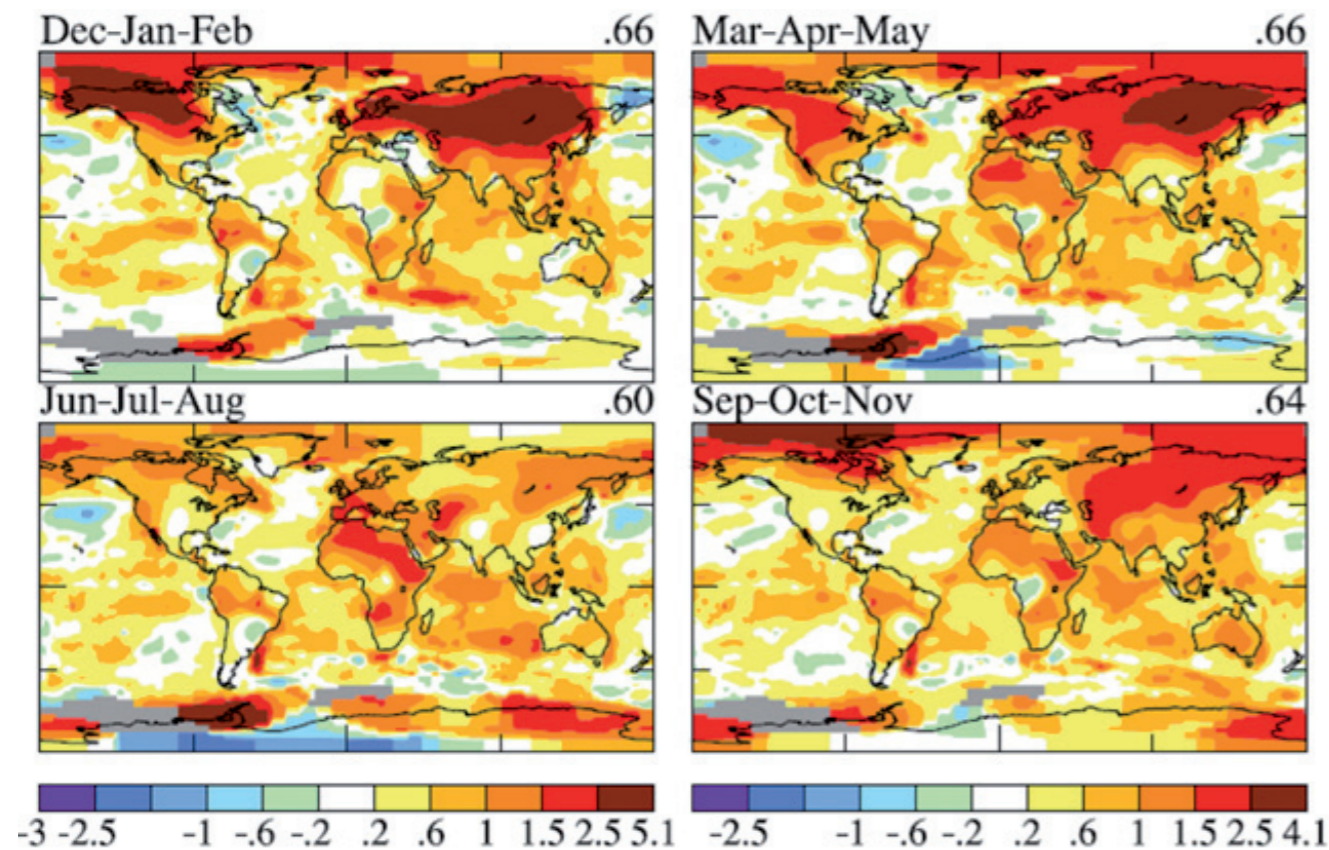 Dec-Jan-Feb .66
Mar-Apr-May .66
Jun-Jul-Aug .60
Sep-Oct-Nov .64
-3 -2.5 -1 -.6 -.2 .2 .6 1 1.5 2.5 5.1
-2.5 -1 -.6 -.2 .2 .6 1 1.5 2.5 4.1